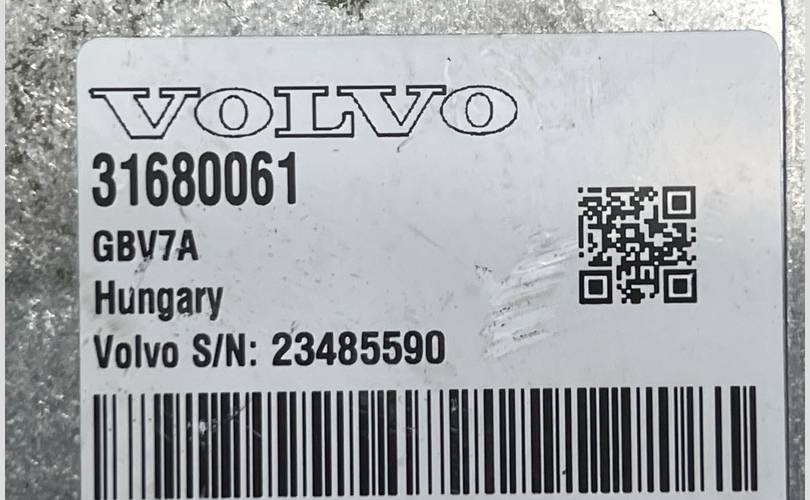 VOLVO
31680061
GBV7A
Hungary
Volvo S/N: 23485590